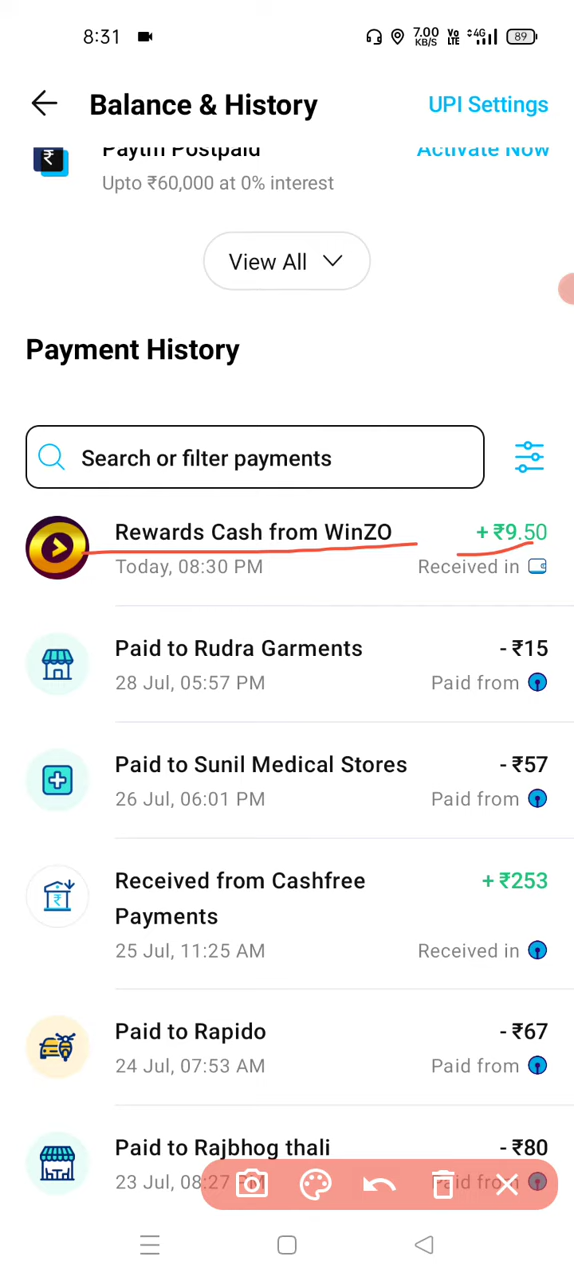 8:31 7.00 KB/S Vo LTE 4G 89
Balance & History UPI Settings
Paytm Postpaid Activate Now
Upto ₹60,000 at 0% interest
View All
Payment History
Search or filter payments
Rewards Cash from WinZO + ₹9.50
Today, 08:30 PM Received in
Paid to Rudra Garments - ₹15
28 Jul, 05:57 PM Paid from
Paid to Sunil Medical Stores - ₹57
26 Jul, 06:01 PM Paid from
Received from Cashfree + ₹253
Payments
25 Jul, 11:25 AM Received in
Paid to Rapido - ₹67
24 Jul, 07:53 AM Paid from
Paid to Rajbhog thali - ₹80
23 Jul, 08:27 PM Paid from